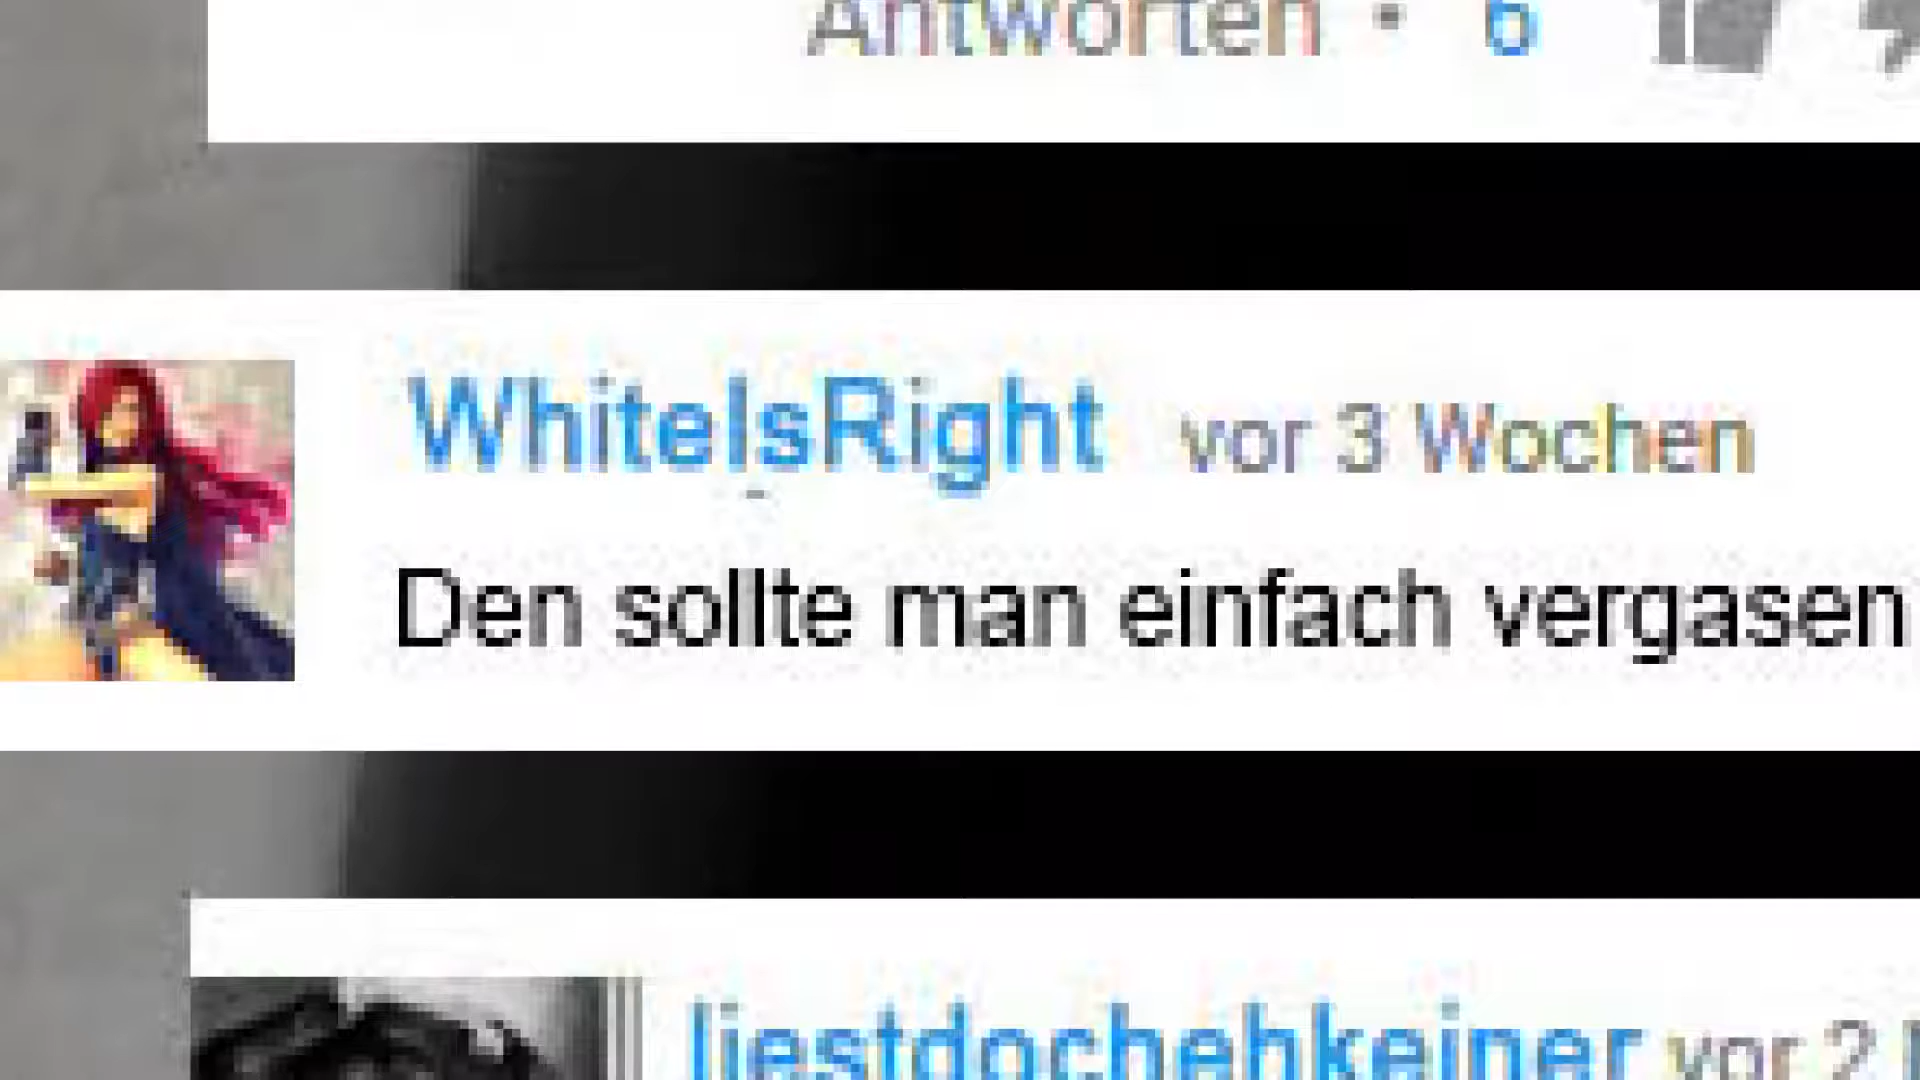 Antworten • 6
WhiteIsRight vor 3 Wochen
Den sollte man einfach vergasen
liestdochehkeiner vor 2